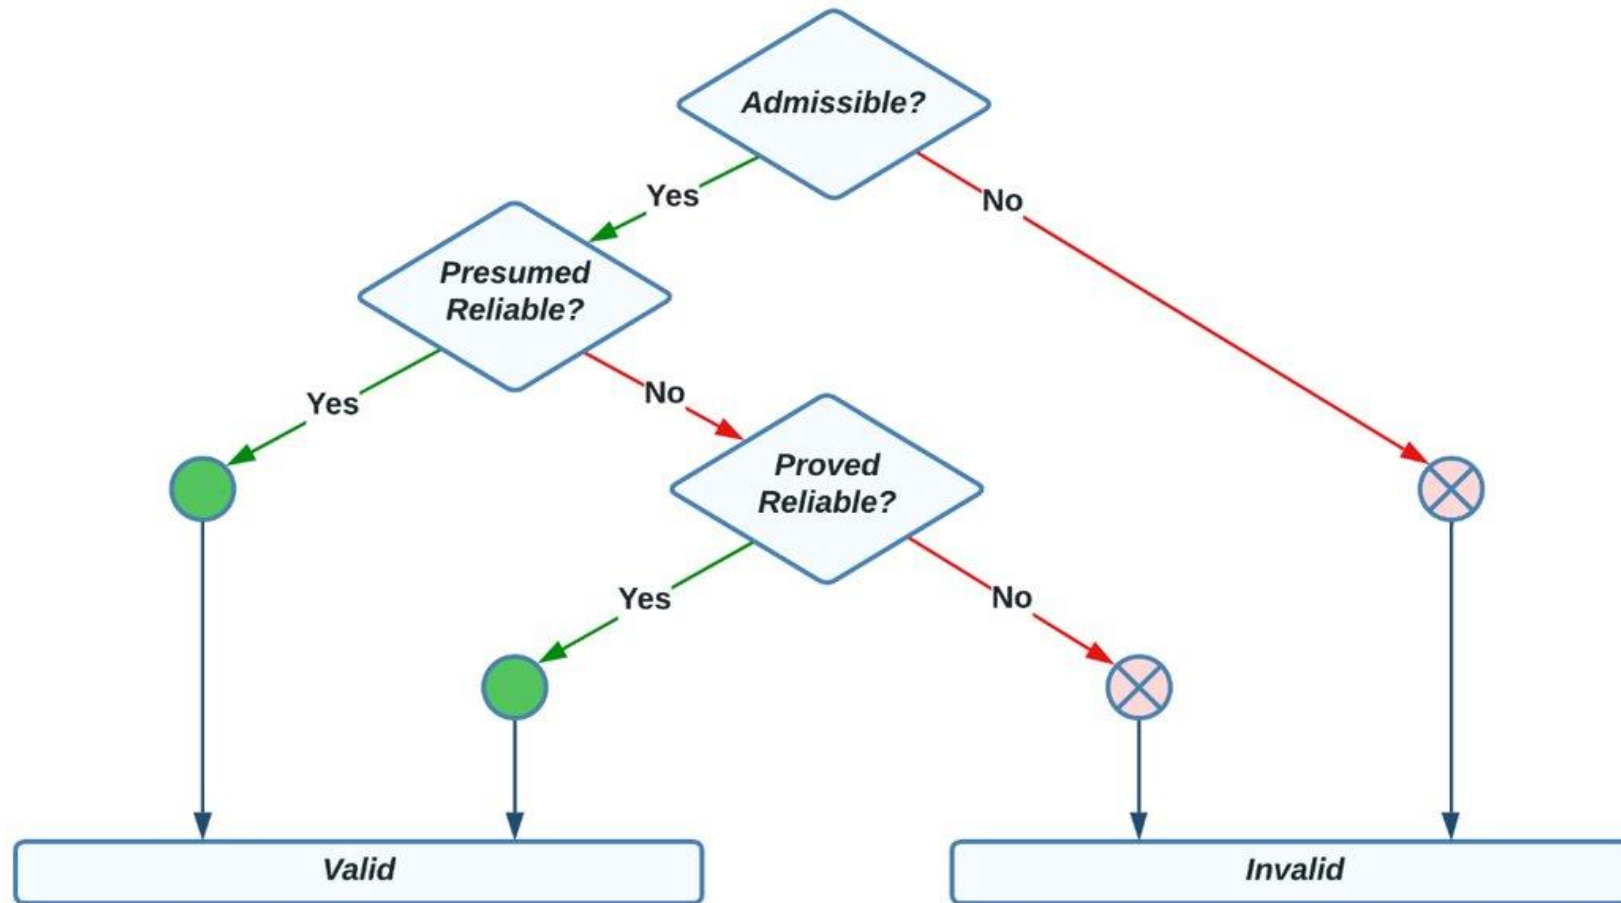 Admissible?
Yes
No
Presumed
Reliable?
Yes
No
Proved
Reliable?
Yes
No
Valid
Invalid